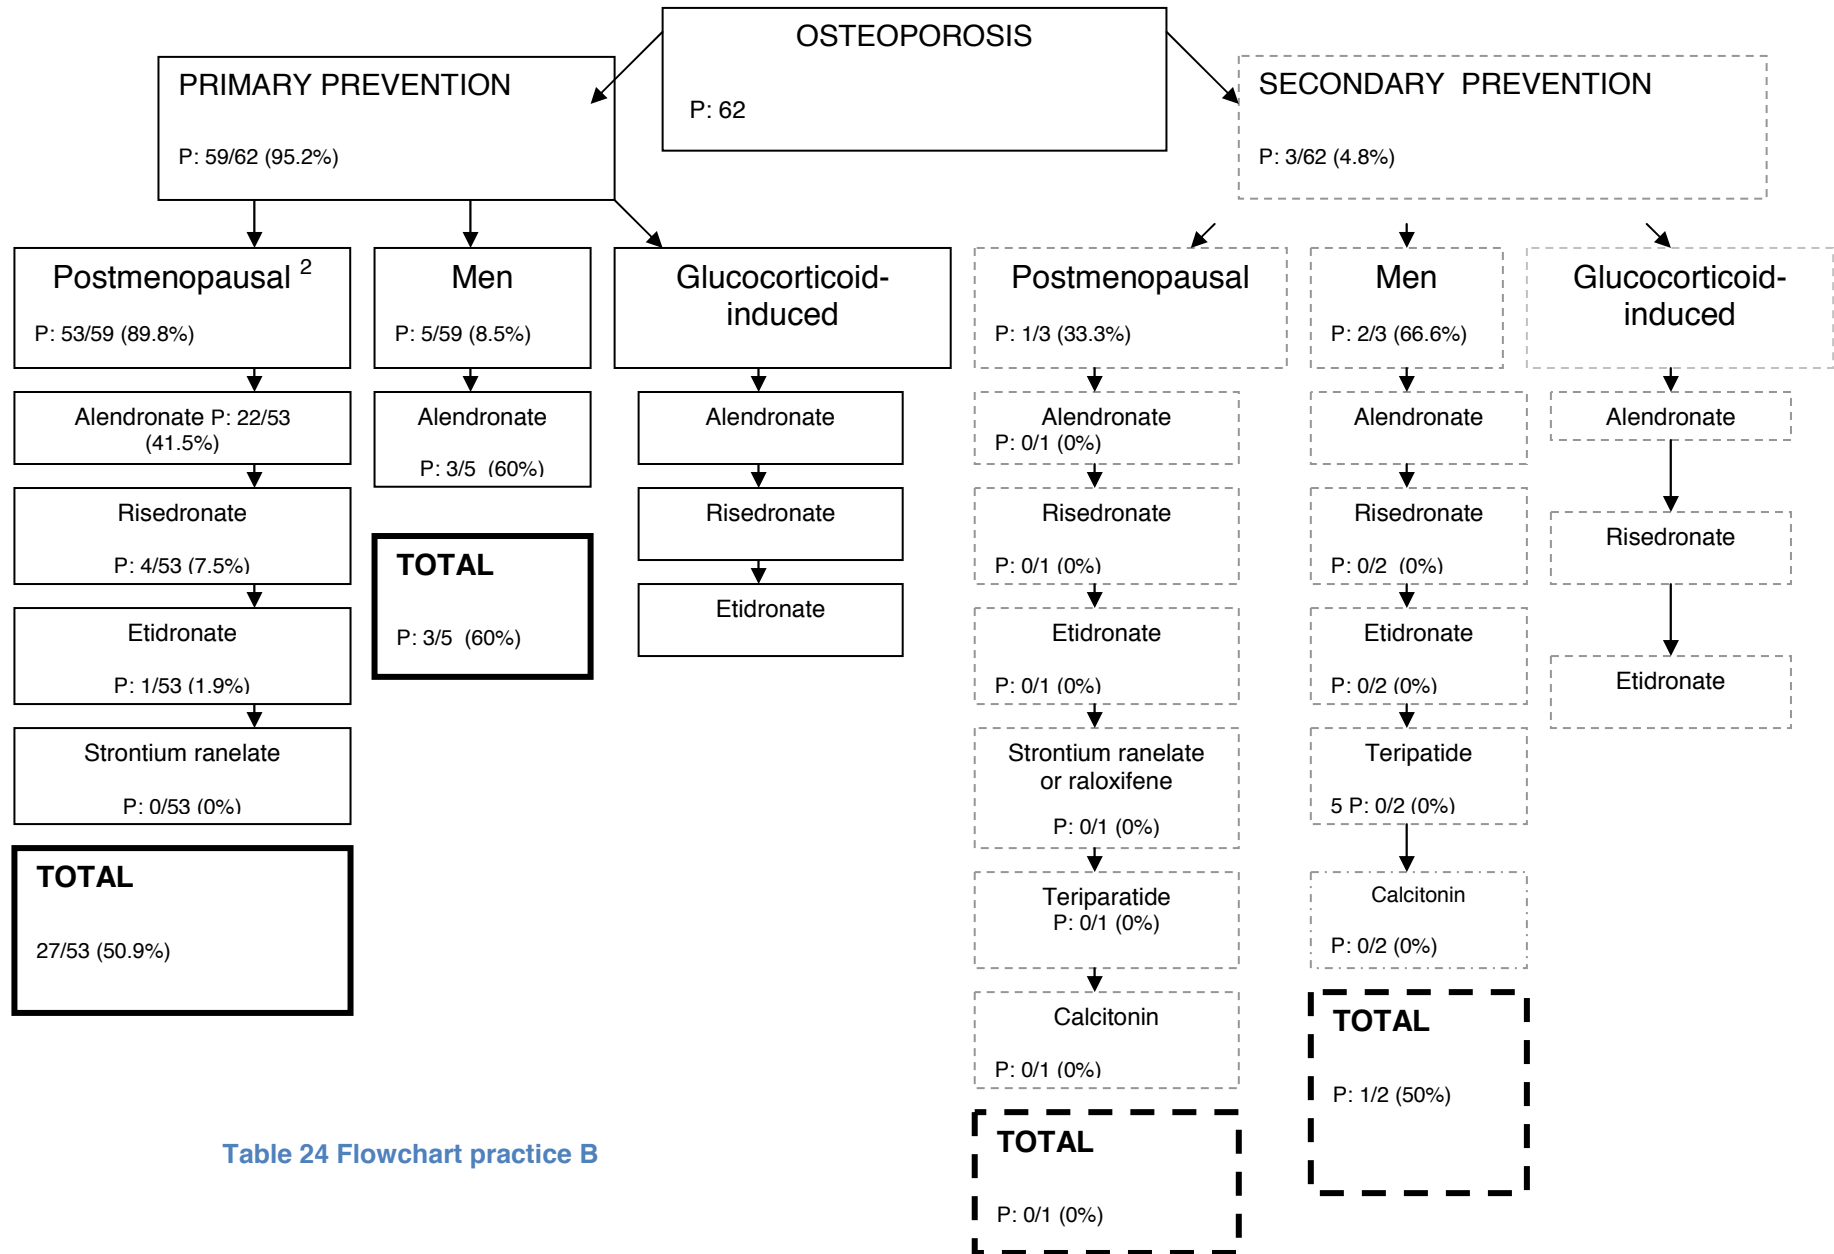 OSTEOPOROSIS
P: 62
PRIMARY PREVENTION
P: 59/62 (95.2%)
SECONDARY PREVENTION
P: 3/62 (4.8%)
Postmenopausal 2
P: 53/59 (89.8%)
Alendronate P: 22/53
(41.5%)
Risedronate
P: 4/53 (7.5%)
Etidronate
P: 1/53 (1.9%)
Strontium ranelate
P: 0/53 (0%)
TOTAL
27/53 (50.9%)
Men
P: 5/59 (8.5%)
Alendronate
P: 3/5 (60%)
TOTAL
P: 3/5 (60%)
Glucocorticoid-
induced
Alendronate
Risedronate
Etidronate
Postmenopausal
P: 1/3 (33.3%)
Alendronate
P: 0/1 (0%)
Risedronate
P: 0/1 (0%)
Etidronate
P: 0/1 (0%)
Strontium ranelate
or raloxifene
P: 0/1 (0%)
Teriparatide
P: 0/1 (0%)
Calcitonin
P: 0/1 (0%)
TOTAL
P: 0/1 (0%)
Men
P: 2/3 (66.6%)
Alendronate
Risedronate
P: 0/2 (0%)
Etidronate
P: 0/2 (0%)
Teripatide
5 P: 0/2 (0%)
Calcitonin
P: 0/2 (0%)
TOTAL
P: 1/2 (50%)
Glucocorticoid-
induced
Alendronate
Risedronate
Etidronate
Table 24 Flowchart practice B